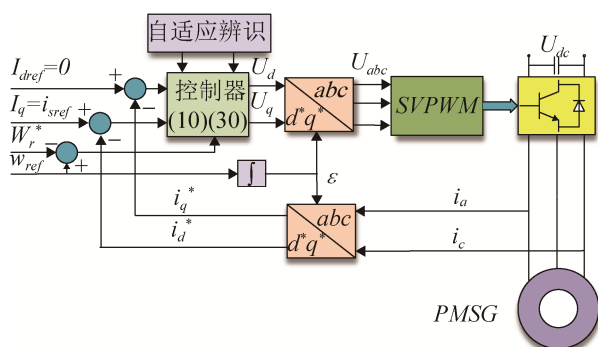 自适应辨识
U_dc
I_dref=0
+
-
控制器
(10)(30)
U_d
U_q
abc
d*q*
U_abc
SVPWM
I_q=i_sref
+
-
W_r^*
-
w_ref
+
∫
ε
i_q^*
i_d^*
abc
d*q*
i_a
i_c
PMSG